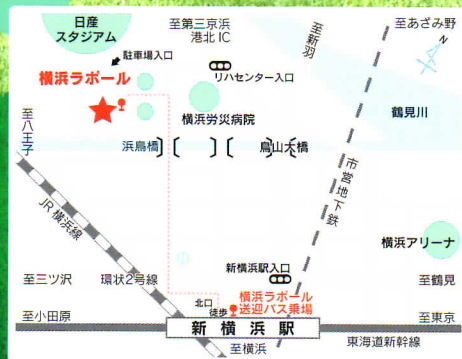 日産
スタジアム
至第三京浜
港北IC
至新羽
至あざみ野
N
駐車場入口
横浜ラポール
リハセンター入口
横浜労災病院
鶴見川
至八王子
浜鳥橋
鳥山大橋
市営地下鉄
JR横浜線
横浜アリーナ
新横浜駅入口
至三ツ沢
環状2号線
至鶴見
北口
徒歩
横浜ラポール
送迎バス乗場
至小田原
新横浜駅
至東京
至横浜
東海道新幹線